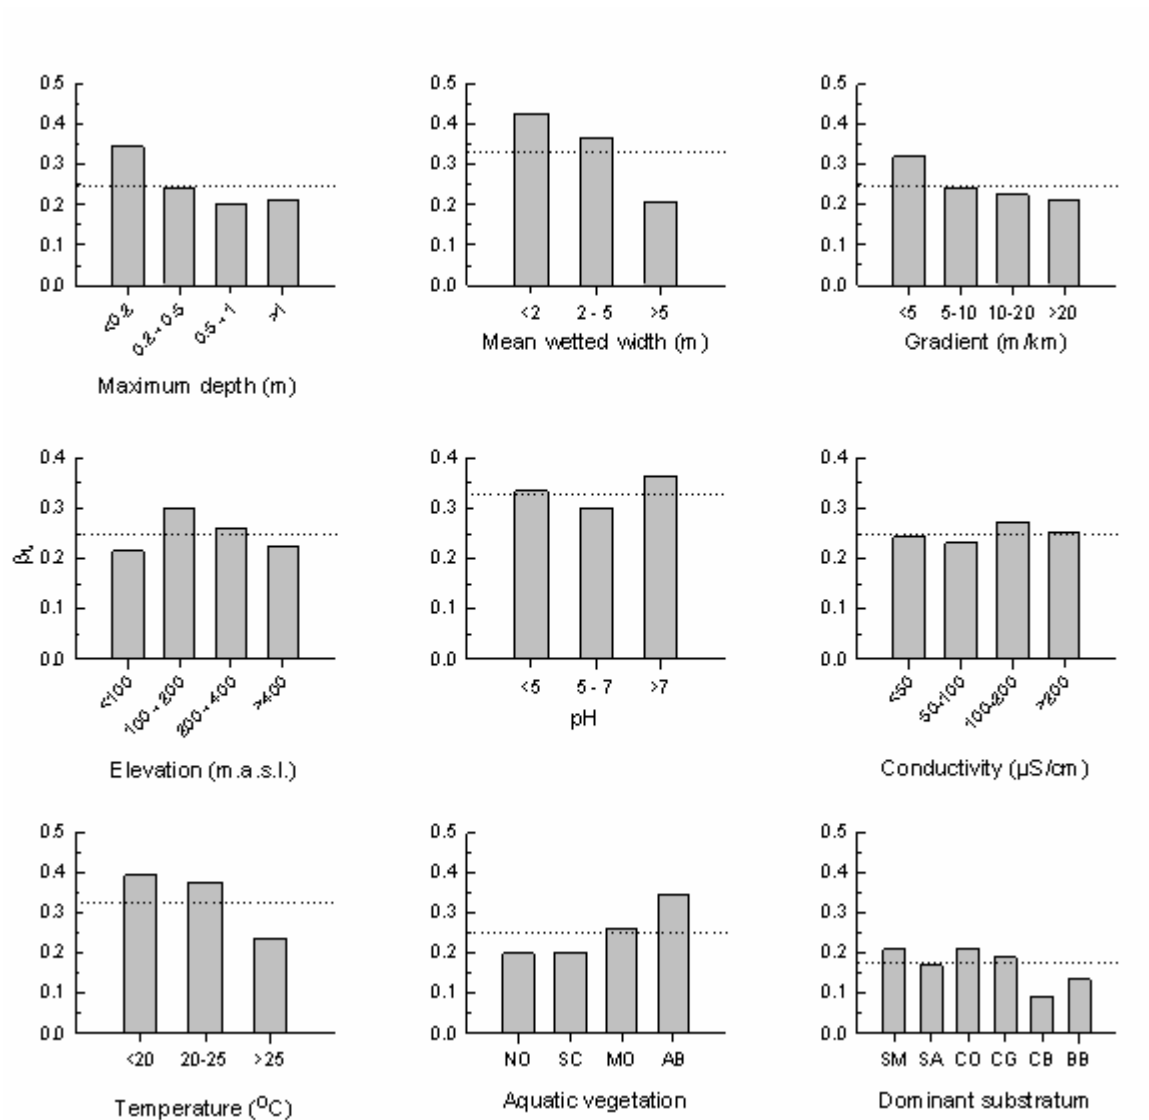 0.5
0.4
0.3
0.2
0.1
0.0
<0.2
0.2 - 0.5
0.5 - 1
>1
Maximum depth (m)
0.5
0.4
0.3
0.2
0.1
0.0
<2
2 - 5
>5
Mean wetted width (m)
0.5
0.4
0.3
0.2
0.1
0.0
<5
5-10
10-20
>20
Gradient (m/km)
0.4
0.3
0.2
0.1
0.0
<100
100 - 200
200 - 400
>400
Elevation (m.a.s.l.)
0.4
0.3
0.2
0.1
0.0
<5
5 - 7
>7
pH
0.4
0.3
0.2
0.1
0.0
<50
50-100
100-200
>200
Conductivity (µS/cm)
0.5
0.4
0.3
0.2
0.1
0.0
<20
20-25
>25
Temperature (ºC)
0.5
0.4
0.3
0.2
0.1
0.0
NO
SC
MO
AB
Aquatic vegetation
0.5
0.4
0.3
0.2
0.1
0.0
SM
SA
CO
CG
CB
BB
Dominant substratum